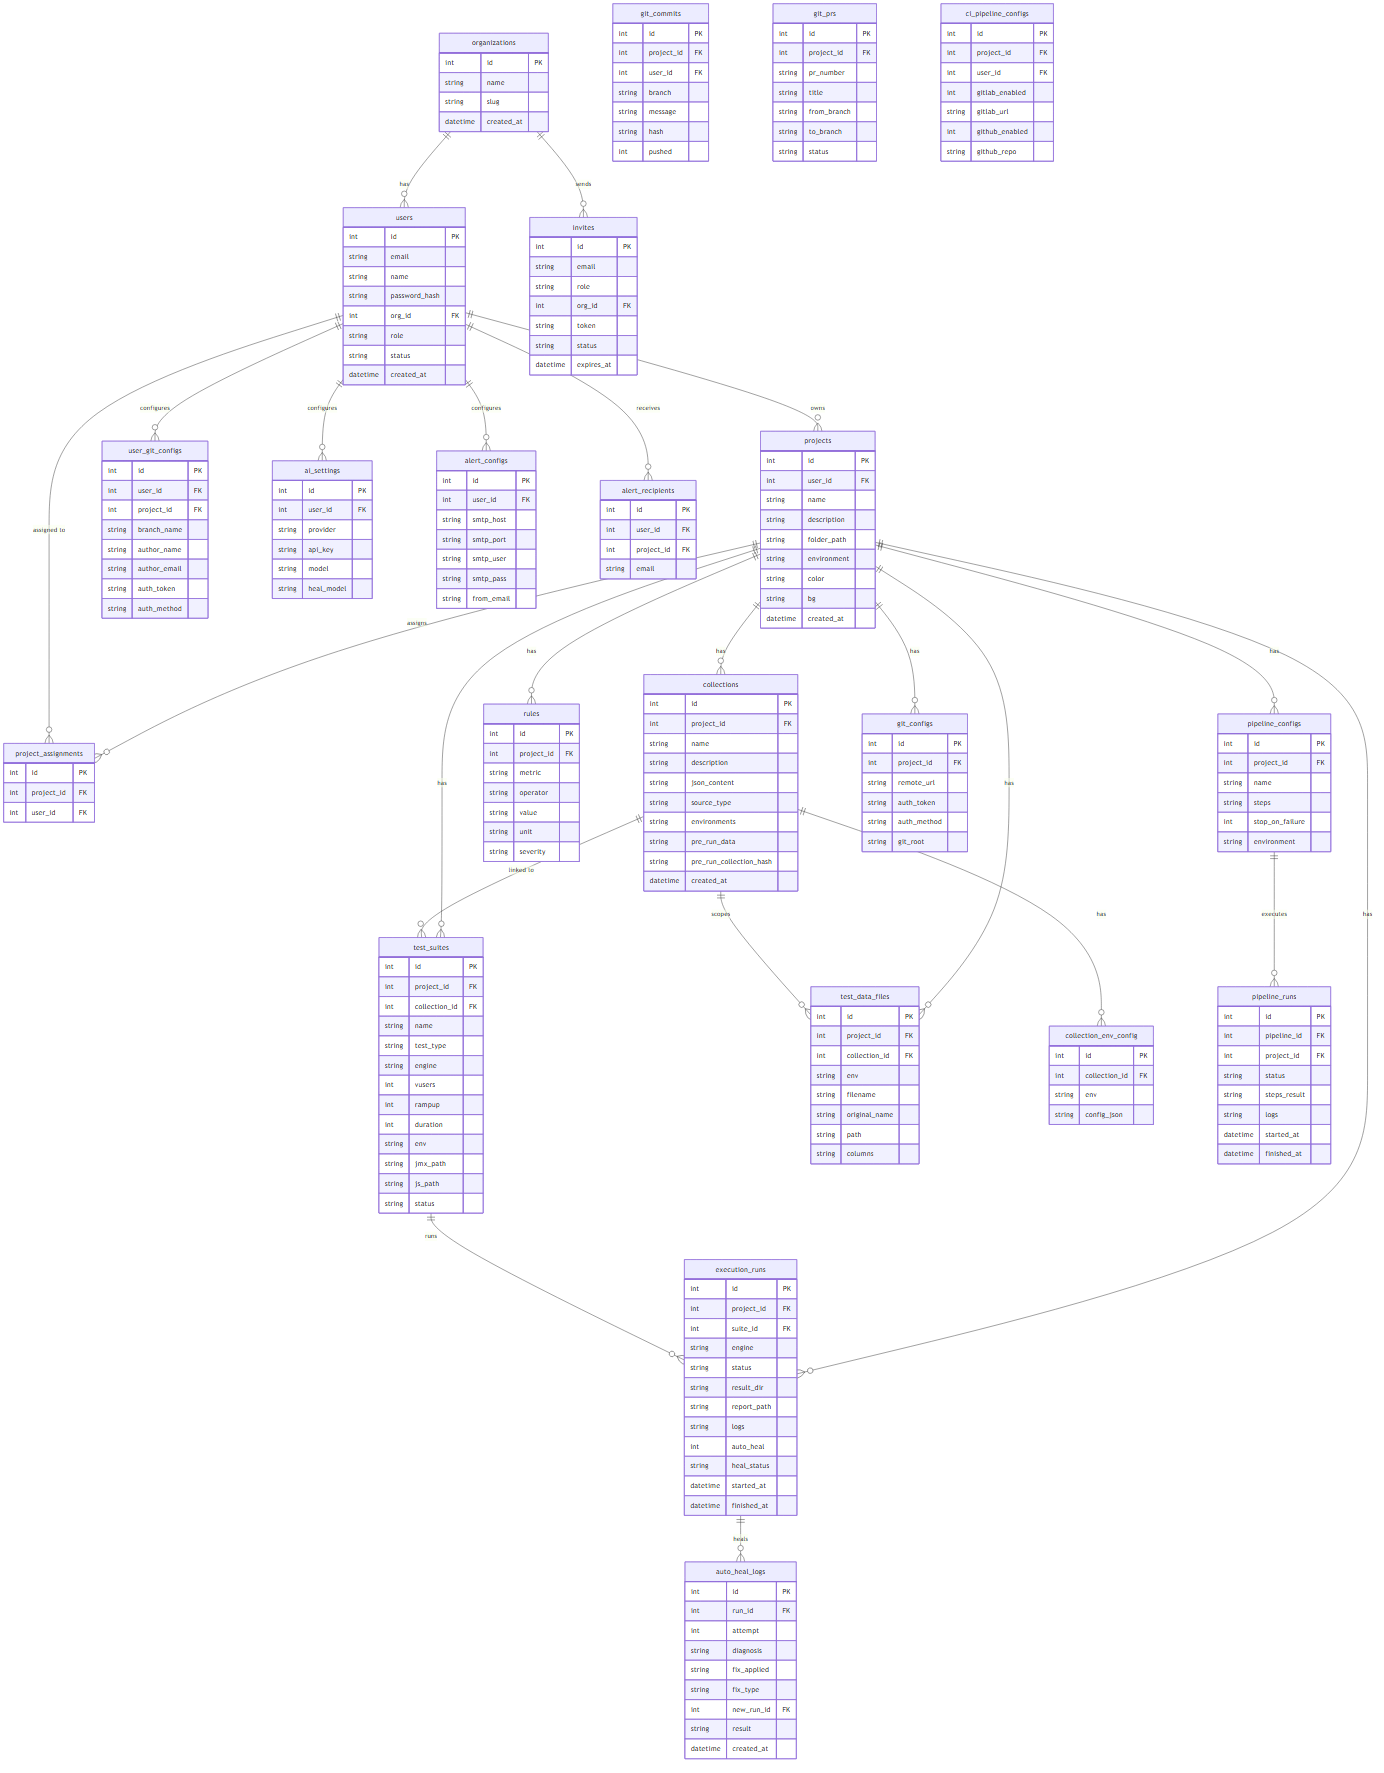 git_commits
int id PK
int project_id FK
int user_id FK
string branch
string message
string hash
int pushed
git_prs
int id PK
int project_id FK
string pr_number
string title
string from_branch
string to_branch
string status
ci_pipeline_configs
int id PK
int project_id FK
int user_id FK
int gitlab_enabled
string gitlab_url
int github_enabled
string github_repo
organizations
int id PK
string name
string slug
datetime created_at
has
sends
users
int id PK
string email
string name
string password_hash
int org_id FK
string role
string status
datetime created_at
invites
int id PK
string email
string role
int org_id FK
string token
string status
datetime expires_at
configures
configures
configures
receives
owns
assigned to
user_git_configs
int id PK
int user_id FK
int project_id FK
string branch_name
string author_name
string author_email
string auth_token
string auth_method
ai_settings
int id PK
int user_id FK
string provider
string api_key
string model
string heal_model
alert_configs
int id PK
int user_id FK
string smtp_host
string smtp_port
string smtp_user
string smtp_pass
string from_email
alert_recipients
int id PK
int user_id FK
int project_id FK
string email
projects
int id PK
int user_id FK
string name
string description
string folder_path
string environment
string color
string bg
datetime created_at
assigns
has
has
has
has
project_assignments
int id PK
int project_id FK
int user_id FK
rules
int id PK
int project_id FK
string metric
string operator
string value
string unit
string severity
collections
int id PK
int project_id FK
string name
string description
string json_content
string source_type
string environments
string pre_run_data
string pre_run_collection_hash
datetime created_at
git_configs
int id PK
int project_id FK
string remote_url
string auth_token
string auth_method
string git_root
pipeline_configs
int id PK
int project_id FK
string name
string steps
int stop_on_failure
string environment
has
has
linked to
scopes
has
executes
has
test_suites
int id PK
int project_id FK
int collection_id FK
string name
string test_type
string engine
int vusers
int rampup
int duration
string env
string jmx_path
string js_path
string status
test_data_files
int id PK
int project_id FK
int collection_id FK
string env
string filename
string original_name
string path
string columns
collection_env_config
int id PK
int collection_id FK
string env
string config_json
pipeline_runs
int id PK
int pipeline_id FK
int project_id FK
string status
string steps_result
string logs
datetime started_at
datetime finished_at
runs
execution_runs
int id PK
int project_id FK
int suite_id FK
string engine
string status
string result_dir
string report_path
string logs
int auto_heal
string heal_status
datetime started_at
datetime finished_at
heals
auto_heal_logs
int id PK
int run_id FK
int attempt
string diagnosis
string fix_applied
string fix_type
int new_run_id FK
string result
datetime created_at